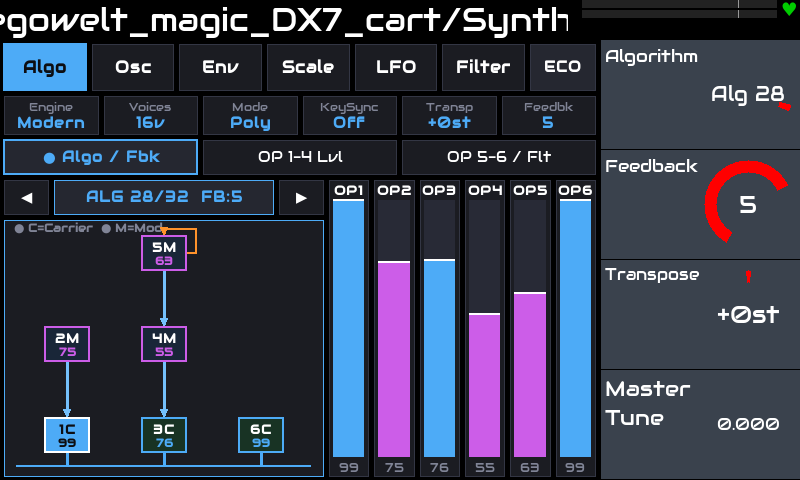 egowelt_magic_DX7_cart/Synth
Algo Osc Env Scale LFO Filter ECO
Engine Voices Mode KeySync Transp Feedbk
Modern 16v Poly Off +0st 5
Algo / Fbk OP 1-4 Lvl OP 5-6 / Flt
◀ ALG 28/32 FB:5 ▶
C=Carrier M=Mod
5M
63
2M 4M
75 55
1C 3C 6C
99 76 99
OP1 OP2 OP3 OP4 OP5 OP6
99 75 76 55 63 99
Algorithm
Alg 28
Feedback
5
Transpose
+0st
Master
Tune 0.000